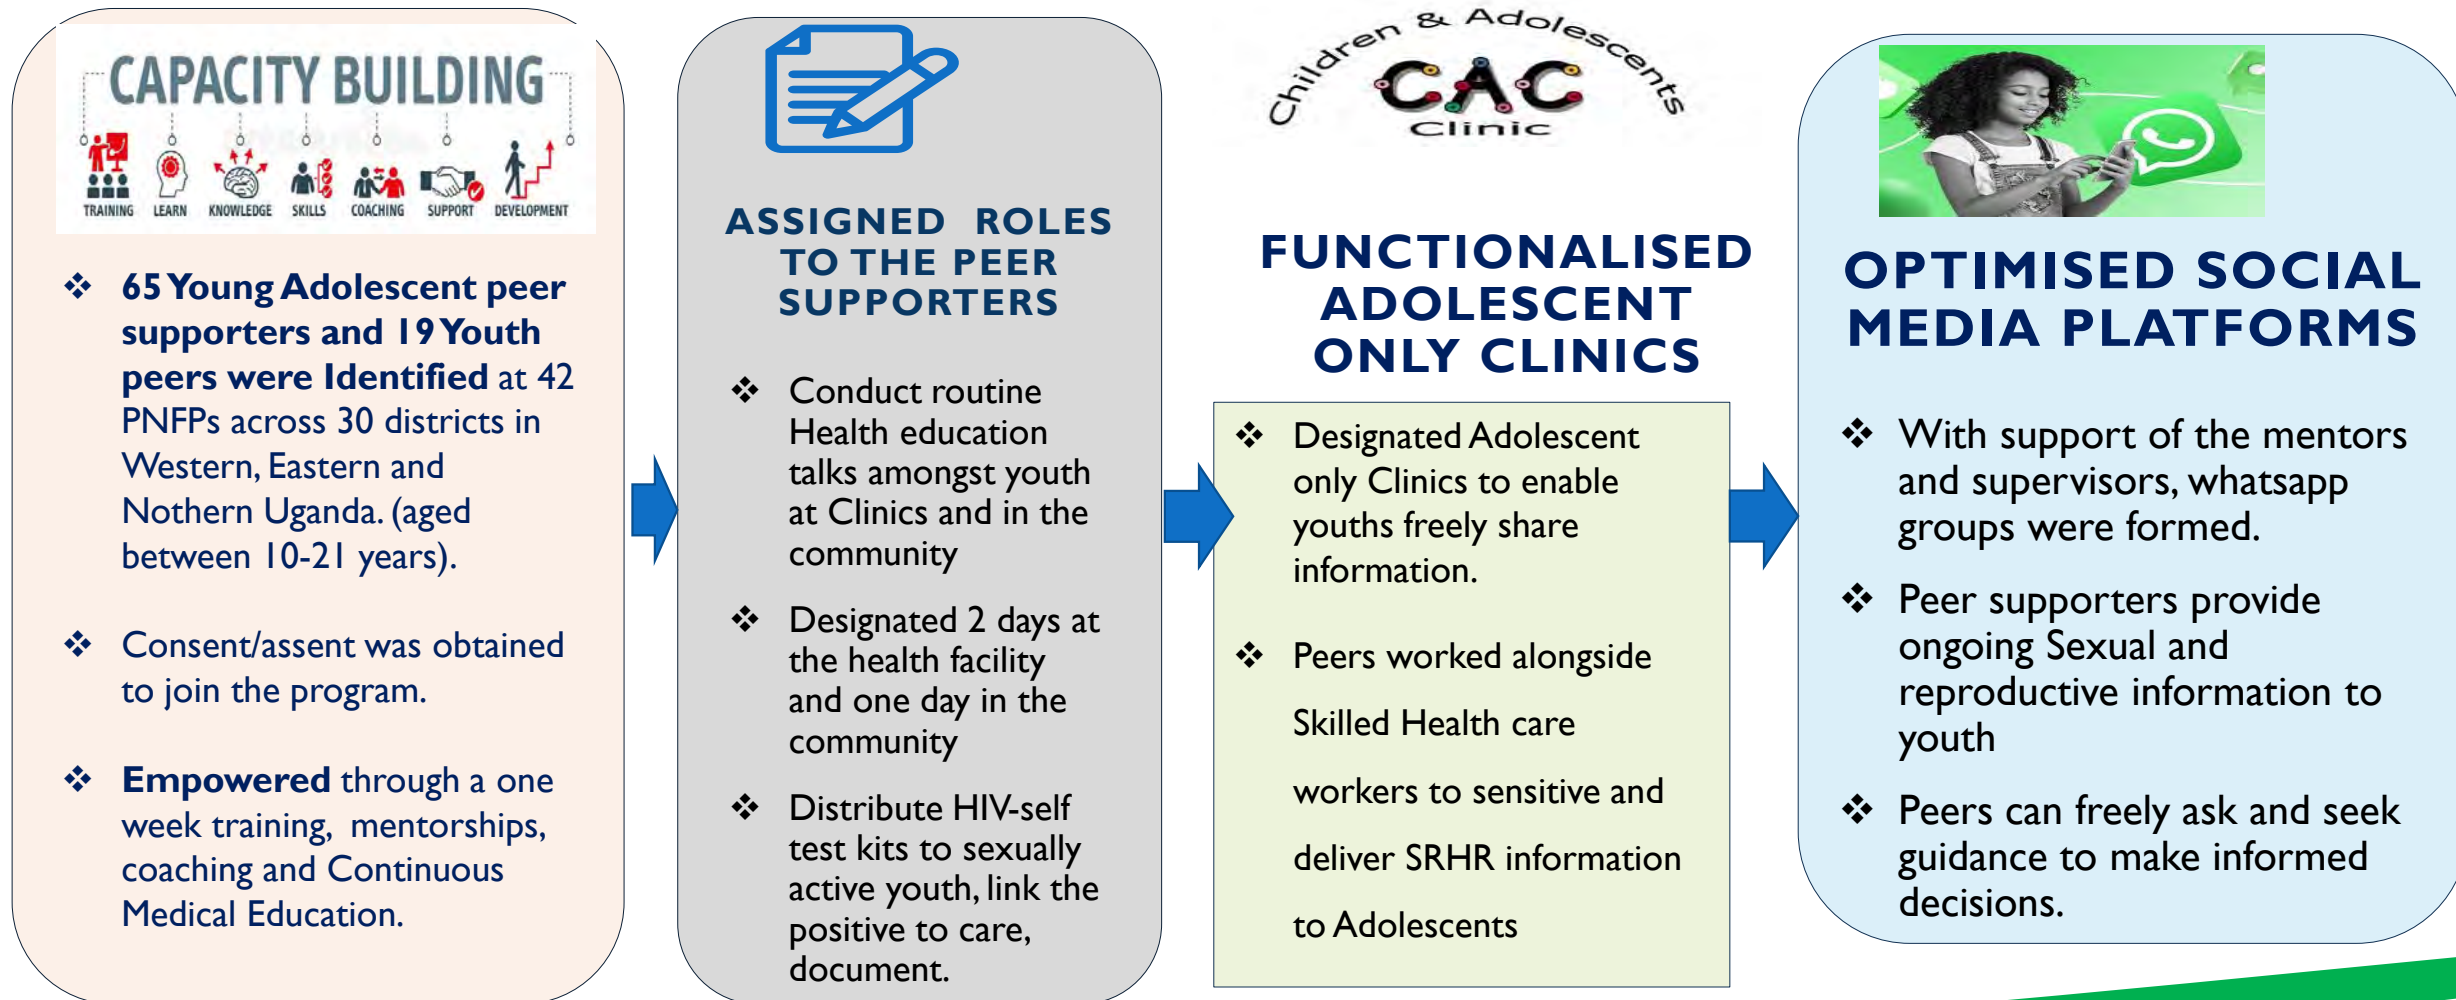 CAPACITY BUILDING
TRAINING LEARN KNOWLEDGE SKILLS COACHING SUPPORT DEVELOPMENT
❖ 65 Young Adolescent peer
supporters and 19 Youth
peers were Identified at 42
PNFPs across 30 districts in
Western, Eastern and
Nothern Uganda. (aged
between 10-21 years).
❖ Consent/assent was obtained
to join the program.
❖ Empowered through a one
week training, mentorships,
coaching and Continuous
Medical Education.
ASSIGNED ROLES
TO THE PEER
SUPPORTERS
❖ Conduct routine
Health education
talks amongst youth
at Clinics and in the
community
❖ Designated 2 days at
the health facility
and one day in the
community
❖ Distribute HIV-self
test kits to sexually
active youth, link the
positive to care,
document.
Children & Adolescents
CAC
Clinic
FUNCTIONALISED
ADOLESCENT
ONLY CLINICS
❖ Designated Adolescent
only Clinics to enable
youths freely share
information.
❖ Peers worked alongside
Skilled Health care
workers to sensitive and
deliver SRHR information
to Adolescents
OPTIMISED SOCIAL
MEDIA PLATFORMS
❖ With support of the mentors
and supervisors, whatsapp
groups were formed.
❖ Peer supporters provide
ongoing Sexual and
reproductive information to
youth
❖ Peers can freely ask and seek
guidance to make informed
decisions.